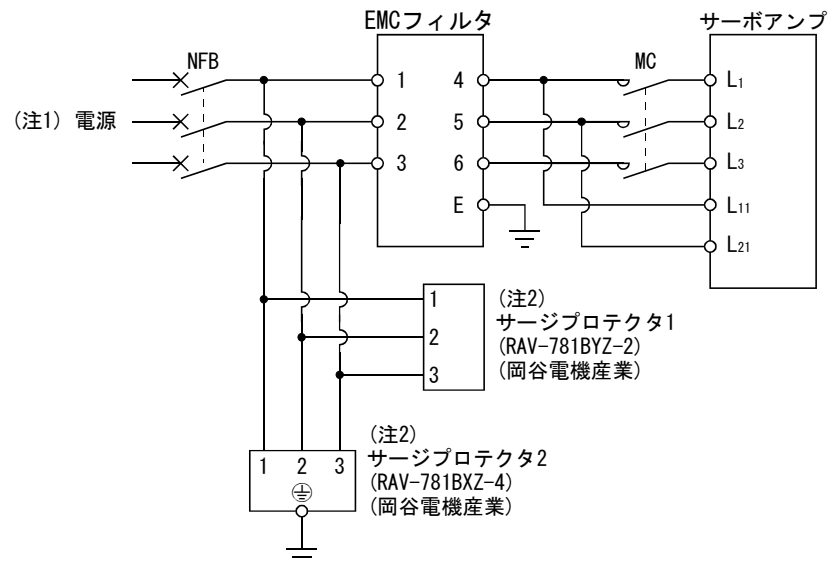 EMCフィルタ
サーボアンプ
NFB
MC
(注1) 電源
1
2
3
4
5
6
E
L1
L2
L3
L11
L21
1
2
3
(注2)
サージプロテクタ1
(RAV-781BYZ-2)
(岡谷電機産業)
1 2 3
(注2)
サージプロテクタ2
(RAV-781BXZ-4)
(岡谷電機産業)